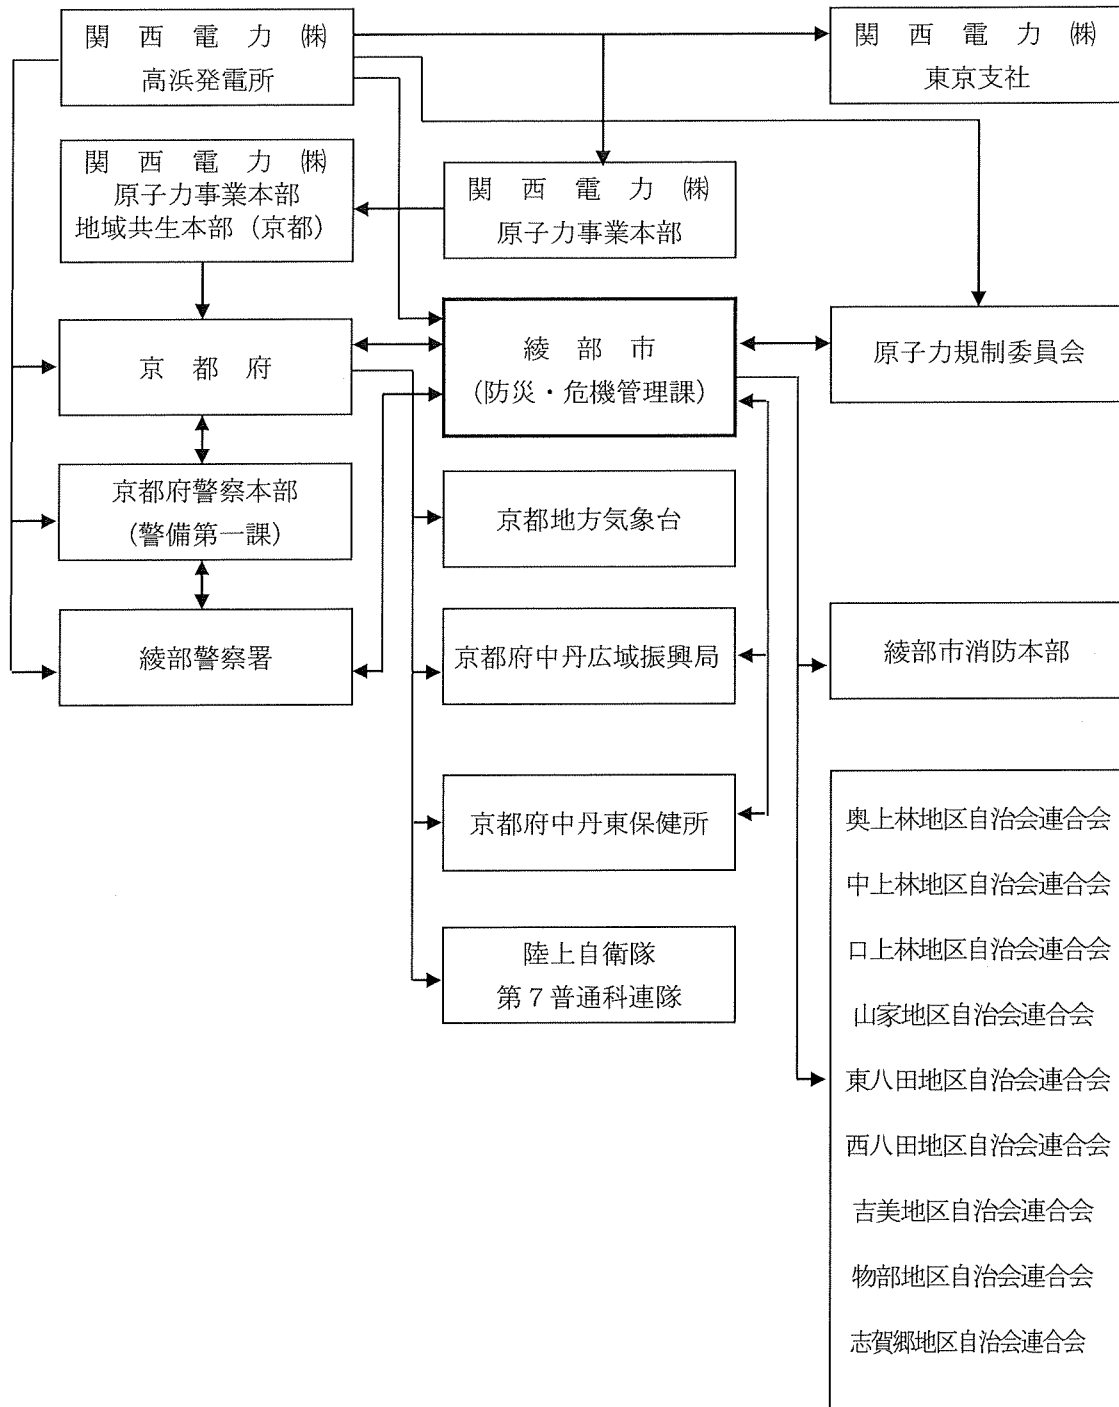 関西電力㈱
高浜発電所
関西電力㈱
東京支社
関西電力㈱
原子力事業本部
地域共生本部（京都）
関西電力㈱
原子力事業本部
京都府
綾部市
（防災・危機管理課）
原子力規制委員会
京都府警察本部
（警備第一課）
京都地方気象台
綾部警察署
京都府中丹広域振興局
綾部市消防本部
京都府中丹東保健所
陸上自衛隊
第７普通科連隊
奥上林地区自治会連合会
中上林地区自治会連合会
口上林地区自治会連合会
山家地区自治会連合会
東八田地区自治会連合会
西八田地区自治会連合会
吉美地区自治会連合会
物部地区自治会連合会
志賀郷地区自治会連合会